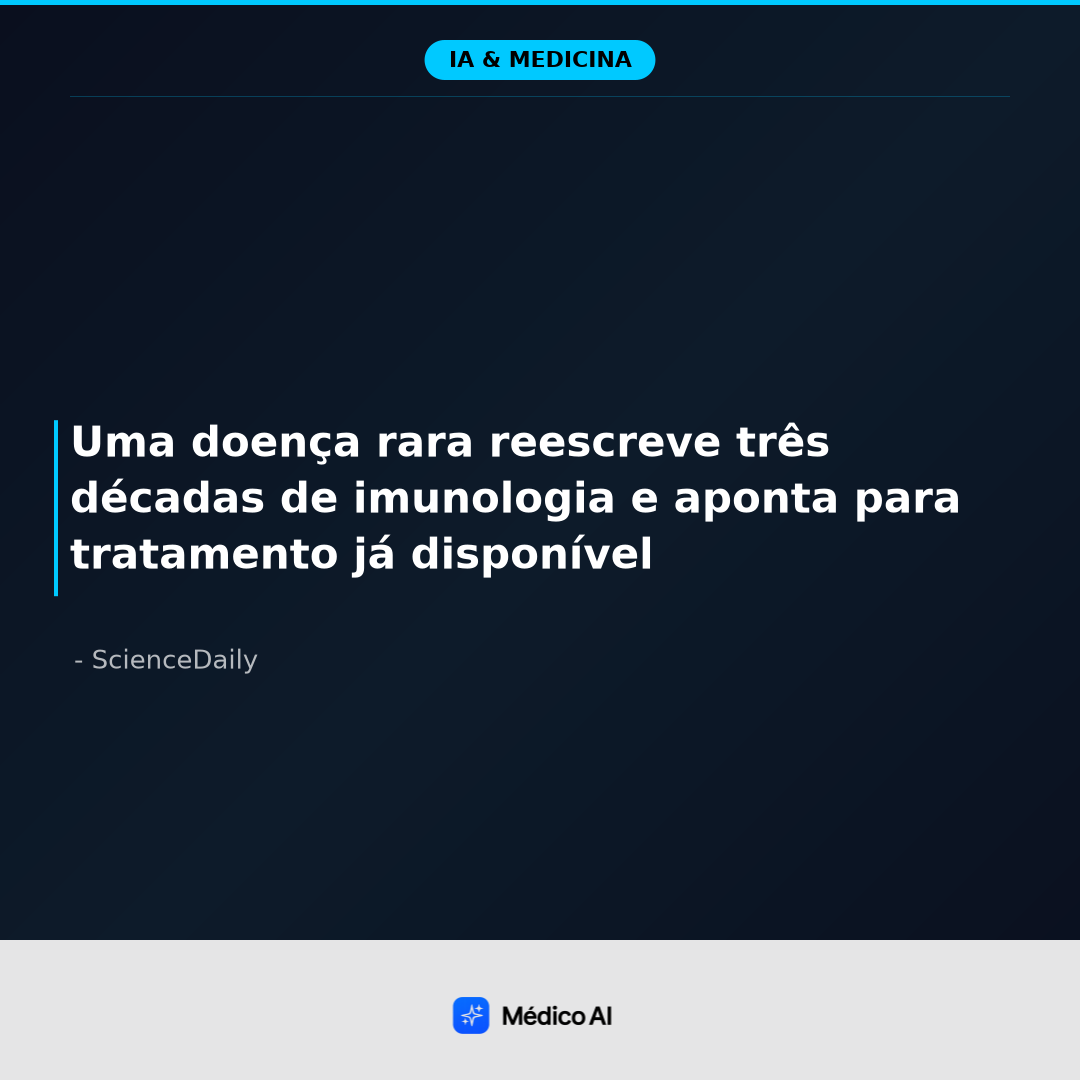 IA & MEDICINA
Uma doença rara reescreve três
décadas de imunologia e aponta para
tratamento já disponível
- ScienceDaily
Médico AI